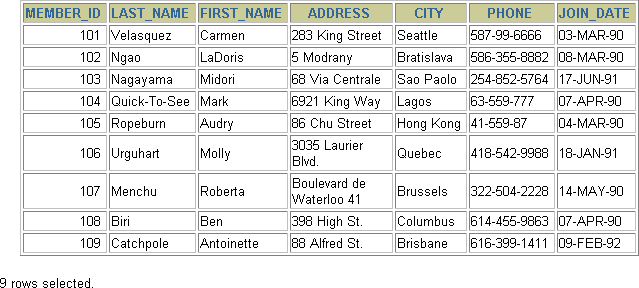 MEMBER_ID LAST_NAME FIRST_NAME ADDRESS CITY PHONE JOIN_DATE
101 Velasquez Carmen 283 King Street Seattle 587-99-6666 03-MAR-90
102 Ngao LaDoris 5 Modrany Bratislava 586-355-8882 08-MAR-90
103 Nagayama Midori 68 Via Centrale Sao Paolo 254-852-5764 17-JUN-91
104 Quick-To-See Mark 6921 King Way Lagos 63-559-777 07-APR-90
105 Ropeburn Audry 86 Chu Street Hong Kong 41-559-87 04-MAR-90
106 Urguhart Molly 3035 Laurier Blvd. Quebec 418-542-9988 18-JAN-91
107 Menchu Roberta Boulevard de Waterloo 41 Brussels 322-504-2228 14-MAY-90
108 Biri Ben 398 High St. Columbus 614-455-9863 07-APR-90
109 Catchpole Antoinette 88 Alfred St. Brisbane 616-399-1411 09-FEB-92
9 rows selected.